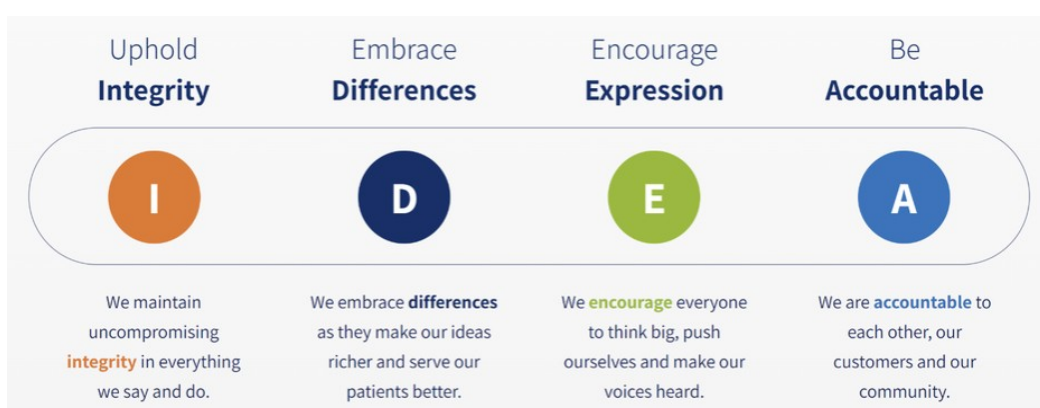 Uphold
Integrity
Embrace
Differences
Encourage
Expression
Be
Accountable
I
D
E
A
We maintain
uncompromising
integrity in everything
we say and do.
We embrace differences
as they make our ideas
richer and serve our
patients better.
We encourage everyone
to think big, push
ourselves and make our
voices heard.
We are accountable to
each other, our
customers and our
community.